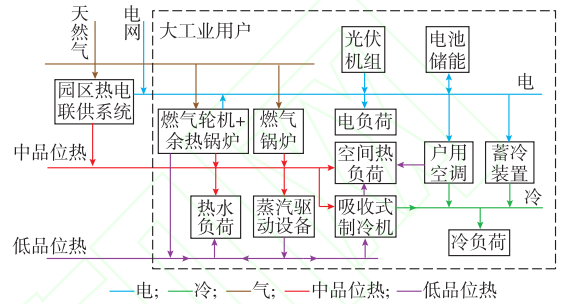 天然气
电网
大工业用户
光伏
机组
电池
储能
电
园区热电
联供系统
燃气轮机+
余热锅炉
燃气
锅炉
电负荷
中品位热
空间热
负荷
户用
空调
蓄冷
装置
热水
负荷
蒸汽驱
动设备
吸收式
制冷机
冷
冷负荷
低品位热
电; 冷; 气; 中品位热; 低品位热